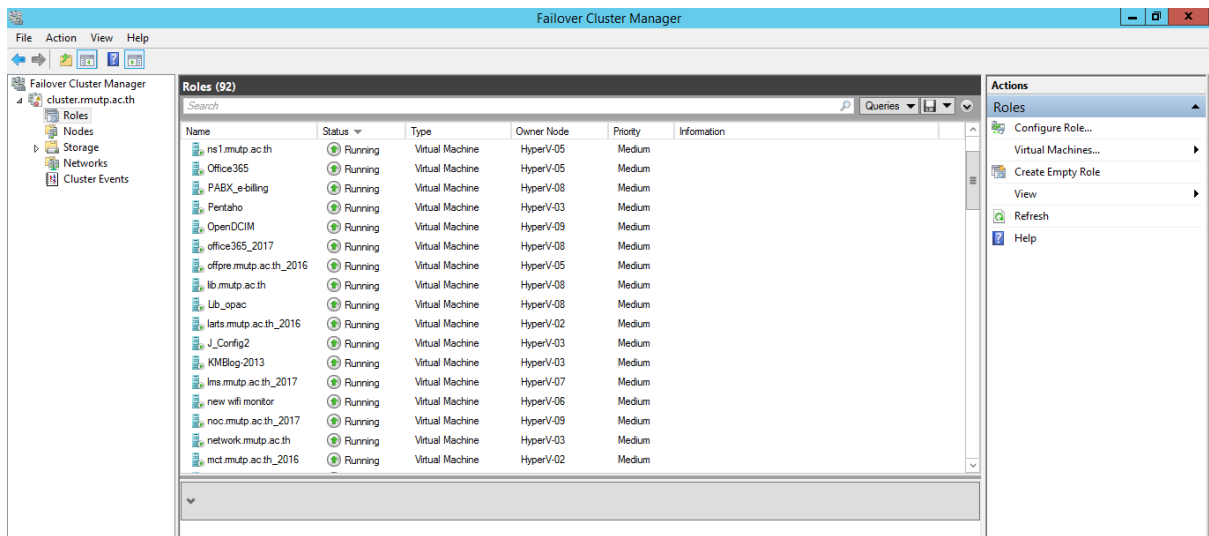 Failover Cluster Manager
File Action View Help
Failover Cluster Manager
cluster.rmutp.ac.th
Roles
Nodes
Storage
Networks
Cluster Events
Roles (92)
Search
Queries
Name Status Type Owner Node Priority Information
ns1.rmutp.ac.th Running Virtual Machine HyperV-05 Medium
Office365 Running Virtual Machine HyperV-05 Medium
PABX_e-billing Running Virtual Machine HyperV-08 Medium
Pentaho Running Virtual Machine HyperV-03 Medium
OpenDCIM Running Virtual Machine HyperV-09 Medium
office365_2017 Running Virtual Machine HyperV-08 Medium
offpre.rmutp.ac.th_2016 Running Virtual Machine HyperV-05 Medium
lib.rmutp.ac.th Running Virtual Machine HyperV-08 Medium
Lib_opac Running Virtual Machine HyperV-08 Medium
larts.rmutp.ac.th_2016 Running Virtual Machine HyperV-02 Medium
J_Config2 Running Virtual Machine HyperV-03 Medium
KMBlog-2013 Running Virtual Machine HyperV-03 Medium
lms.rmutp.ac.th_2017 Running Virtual Machine HyperV-07 Medium
new wifi monitor Running Virtual Machine HyperV-06 Medium
noc.rmutp.ac.th_2017 Running Virtual Machine HyperV-09 Medium
network.rmutp.ac.th Running Virtual Machine HyperV-03 Medium
mct.rmutp.ac.th_2016 Running Virtual Machine HyperV-02 Medium
Actions
Roles
Configure Role...
Virtual Machines...
Create Empty Role
View
Refresh
Help